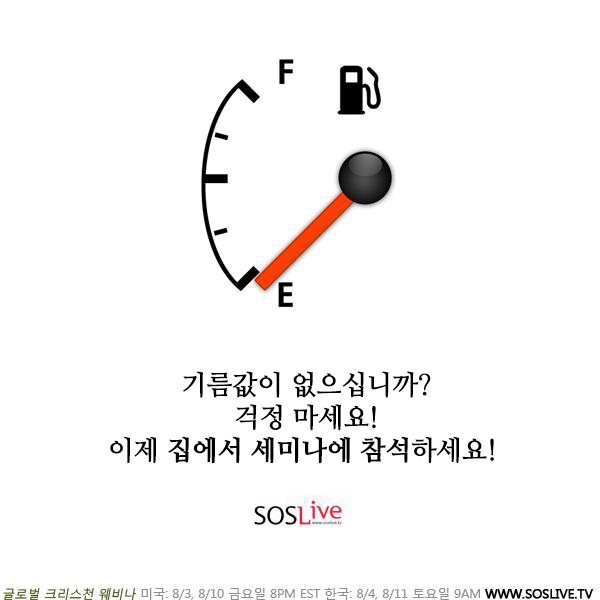 F
E
기름값이 없으십니까?
걱정 마세요!
이제 집에서 세미나에 참석하세요!
SOSLive
www.soslive.tv
글로벌 크리스천 웨비나 미국: 8/3, 8/10 금요일 8PM EST 한국: 8/4, 8/11 토요일 9AM WWW.SOSLIVE.TV